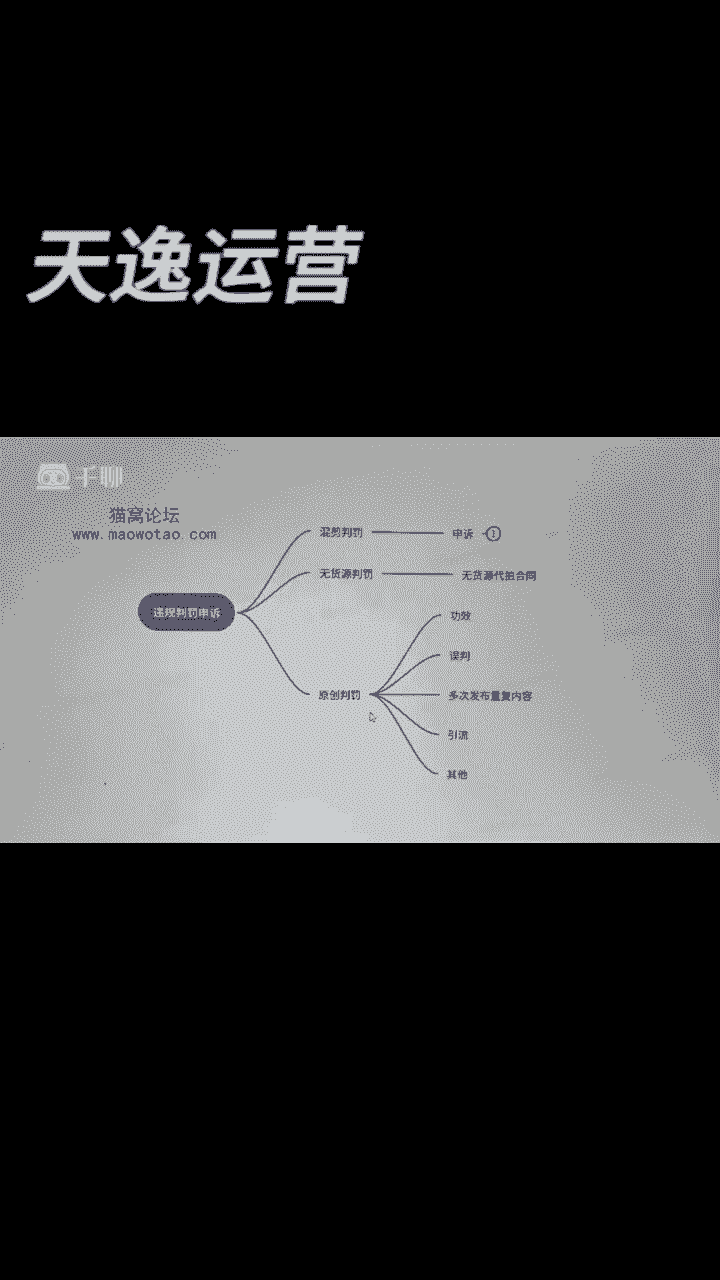 天逸运营
千聊
猫窝论坛
www.maowotao.com
违规判罚申诉
混剪判罚
申诉
1
无货源判罚
无货源代拍合同
原创判罚
功效
误判
多次发布重复内容
引流
其他